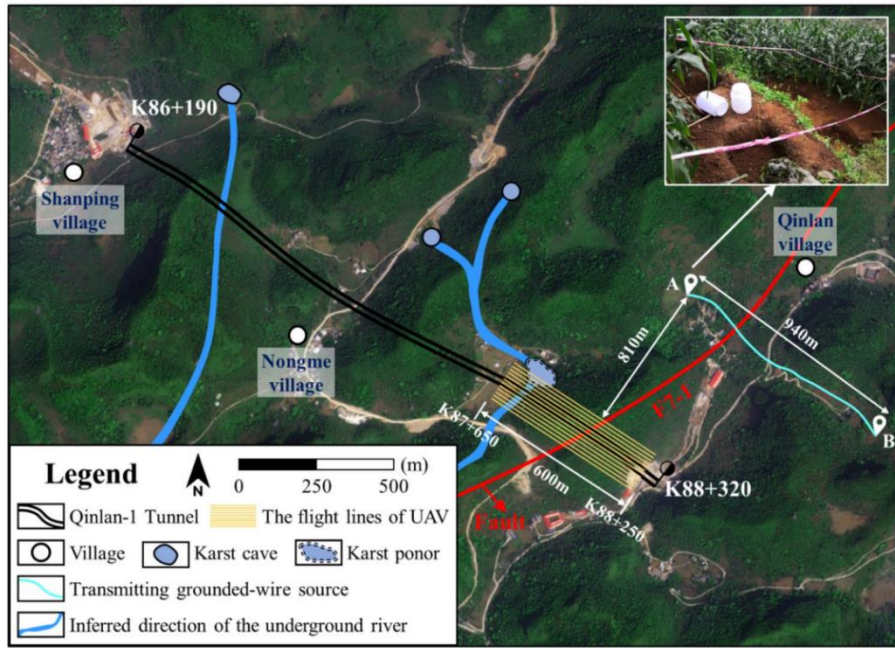 K86+190
Shanping
village
Qinlan
village
A
940m
810m
Nongme
village
F7-1
B
K87+650
600m
K88+320
K88+250
Fault
Legend
N
0 250 500 (m)
Qinlan-1 Tunnel
The flight lines of UAV
Village
Karst cave
Karst ponor
Transmitting grounded-wire source
Inferred direction of the underground river